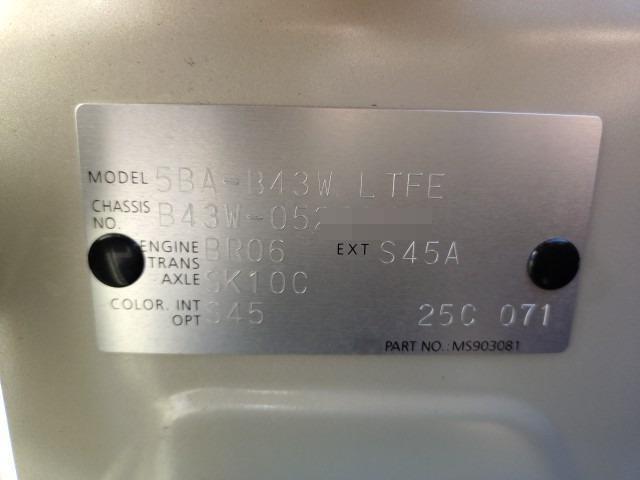 MODEL 5BA-B43W LTFE
CHASSIS NO. B43W-052
ENGINE BR06 EXT S45A
TRANS AXLE SK10C
COLOR. INT OPT S45 25C 071
PART NO.: MS903081